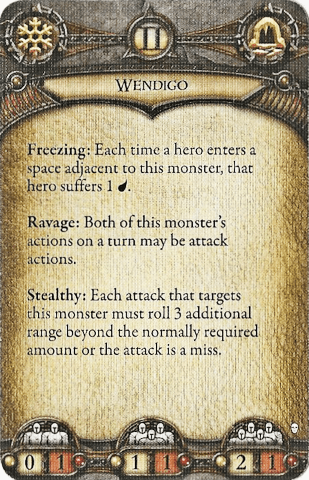 II
WENDIGO
Freezing: Each time a hero enters a
space adjacent to this monster, that
hero suffers 1 .
Ravage: Both of this monster's
actions on a turn may be attack
actions.
Stealthy: Each attack that targets
this monster must roll 3 additional
range beyond the normally required
amount or the attack is a miss.
0 1 1 1 2 1